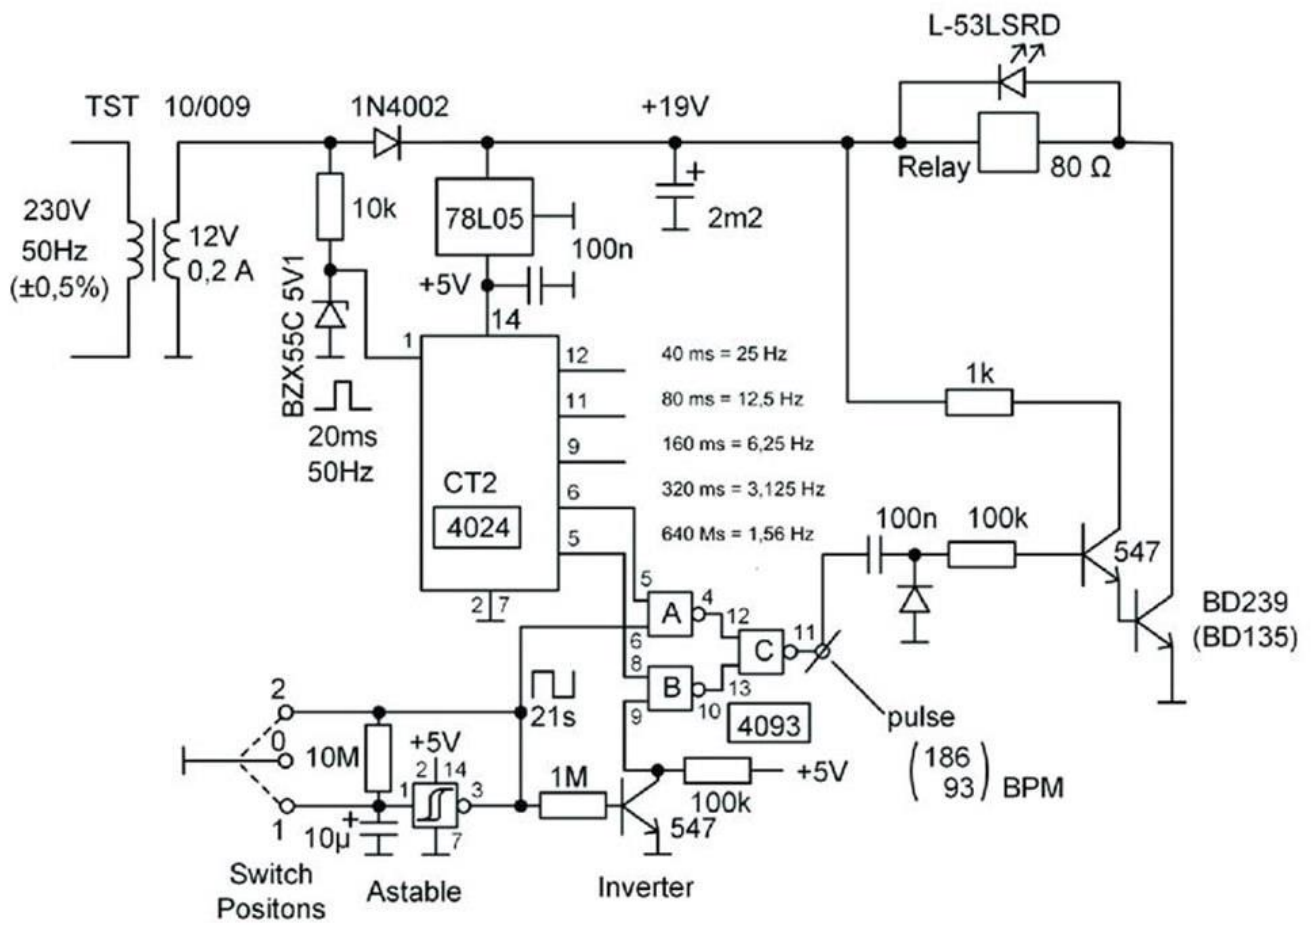 L-53LSRD
TST 10/009
1N4002
+19V
Relay
80 Ω
230V
50Hz
(±0,5%)
12V
0,2 A
10k
78L05
100n
2m2
+
+5V
BZX55C 5V1
14
1
12
40 ms = 25 Hz
11
80 ms = 12,5 Hz
9
160 ms = 6,25 Hz
6
320 ms = 3,125 Hz
5
640 Ms = 1,56 Hz
20ms
50Hz
CT2
4024
2 7
1k
100n
100k
547
BD239
(BD135)
5
A
4
6
12
C
11
8
B
13
9
10
4093
pulse
(186
93) BPM
21s
2
0
1
10M
+5V
2 14
1
3
7
+
10µ
1M
100k
+5V
547
Switch
Positons
Astable
Inverter